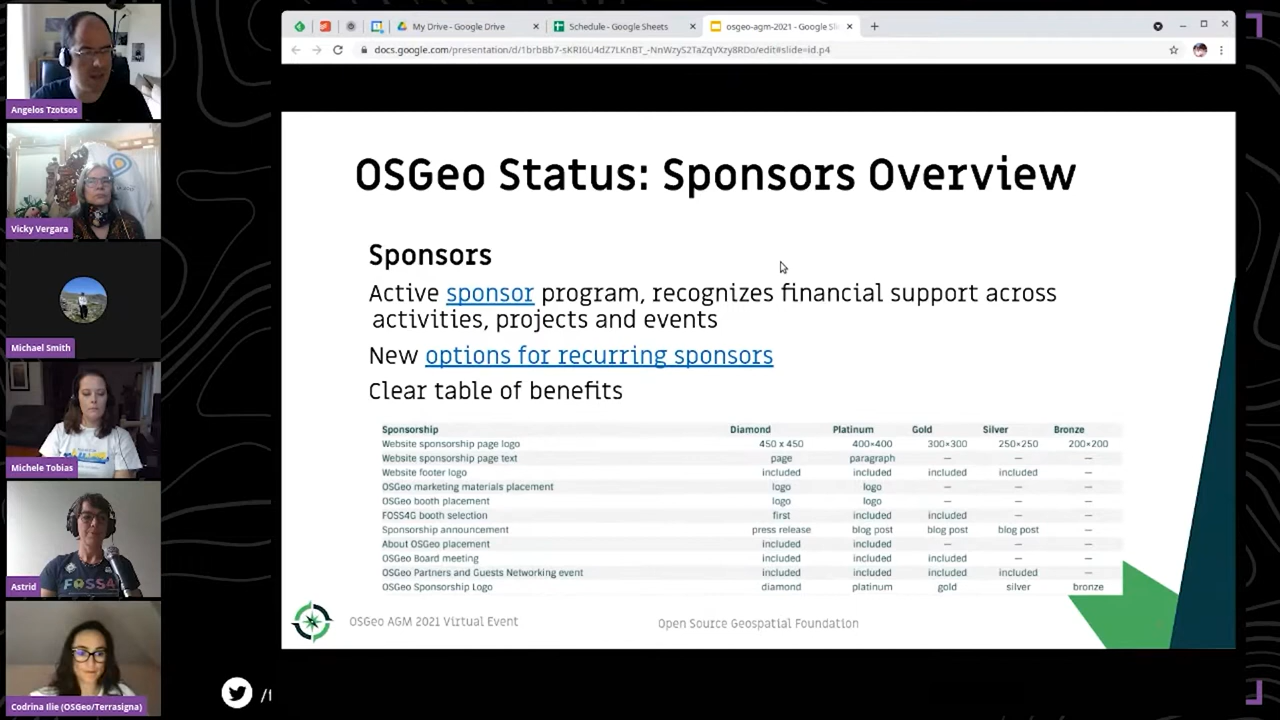 Angelos Tzotsos
Vicky Vergara
Michael Smith
Michele Tobias
FOSS4G
Astrid
Codrina Ilie (OSGeo/Terrasigna)
My Drive - Google Drive
Schedule - Google Sheets
osgeo-agm-2021 - Google Sli
OSGeo Status: Sponsors Overview
Sponsors
Active sponsor program, recognizes financial support across
activities, projects and events
New options for recurring sponsors
Clear table of benefits
Sponsorship Diamond Platinum Gold Silver Bronze
Website sponsorship page logo 450 x 450 400×400 300×300 250×250 200×200
Website sponsorship page text page paragraph — — —
Website footer logo included included included included —
OSGeo marketing materials placement logo logo — — —
OSGeo booth placement logo logo — — —
FOSS4G booth selection first included included — —
Sponsorship announcement press release blog post blog post blog post —
About OSGeo placement included included — — —
OSGeo Board meeting included included included — —
OSGeo Partners and Guests Networking event included included included included —
OSGeo Sponsorship Logo diamond platinum gold silver bronze
OSGeo AGM 2021 Virtual Event
Open Source Geospatial Foundation